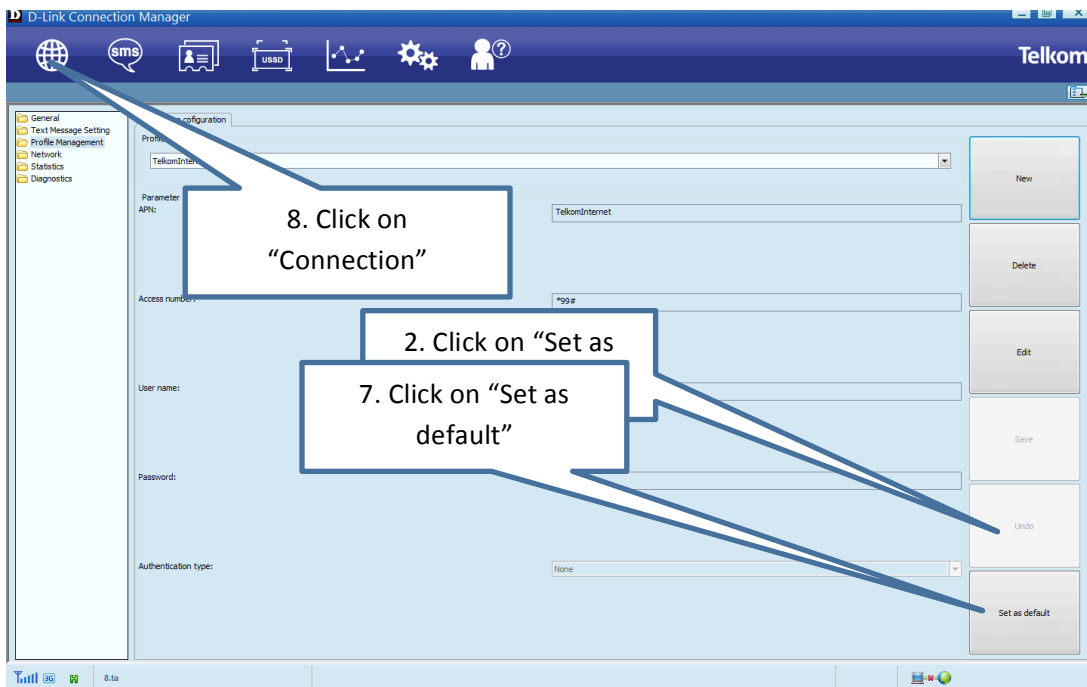 D-Link Connection Manager
sms
USSD
Telkom
General
Text Message Setting
Profile Management
Network
Statistics
Diagnostics
cofiguration
TelkomInter
Parameter
APN:
TelkomInternet
Access number:
*99#
User name:
Password:
Authentication type:
None
New
Delete
Edit
Save
Undo
Set as default
8. Click on
“Connection”
2. Click on “Set as
7. Click on “Set as
default”
3G
H
8.ta